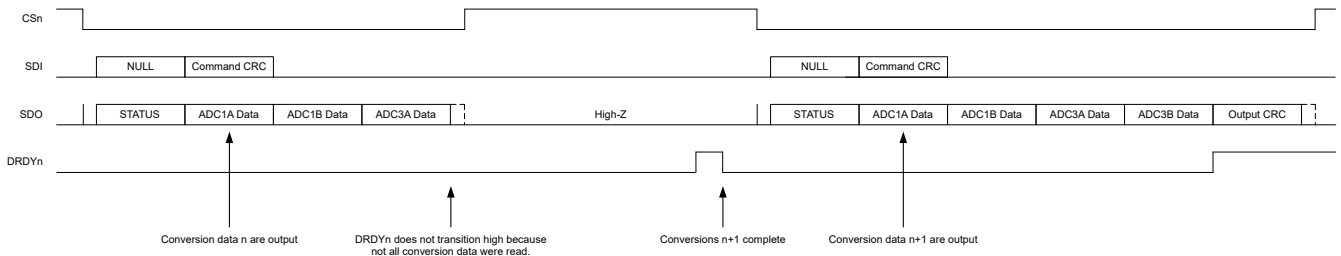 CSn
SDI
NULL
Command CRC
NULL
Command CRC
SDO
STATUS
ADC1A Data
ADC1B Data
ADC3A Data
High-Z
STATUS
ADC1A Data
ADC1B Data
ADC3A Data
ADC3B Data
Output CRC
DRDYn
Conversion data n are output
DRDYn does not transition high because
not all conversion data were read.
Conversions n+1 complete
Conversion data n+1 are output